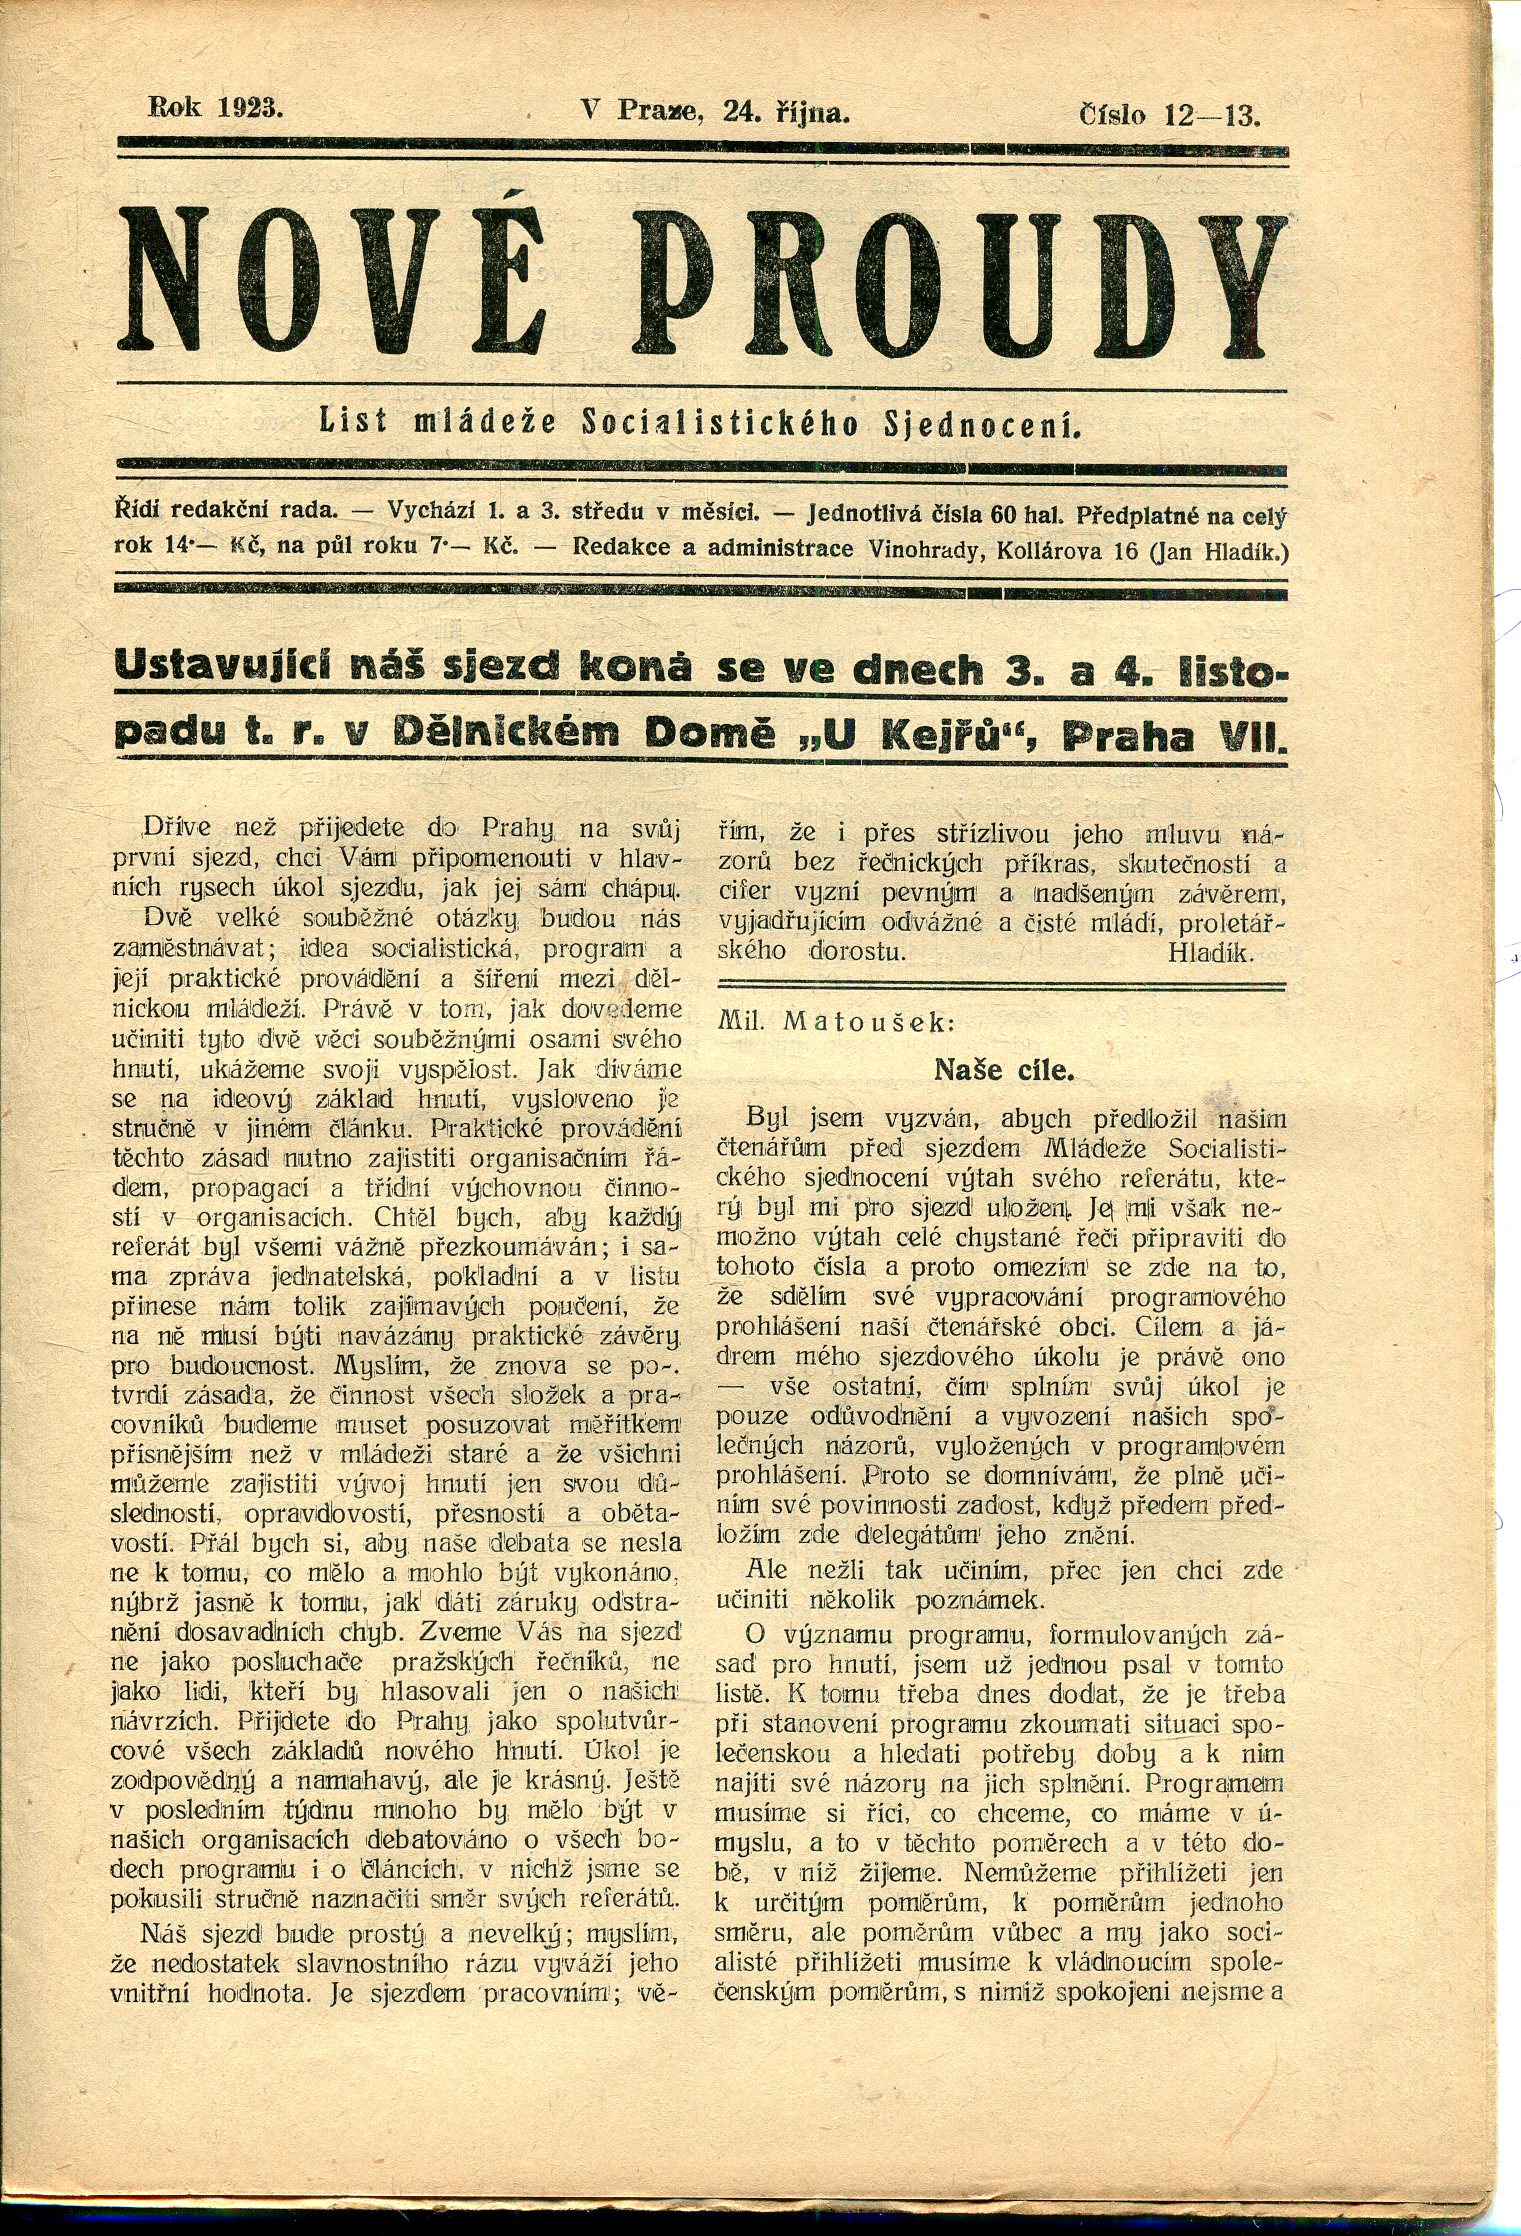 Rok 1923.
V Praze, 24. října.
Číslo 12—13.
NOVÉ PROUDY
List mládeže Socialistického Sjednocení.
Řídí redakční rada. — Vychází 1. a 3. středu v měsíci. — Jednotlivá čísla 60 hal. Předplatné na celý
rok 14·— Kč, na půl roku 7·— Kč. — Redakce a administrace Vinohrady, Kollárova 16 (Jan Hladík.)
Ustavující náš sjezd koná se ve dnech 3. a 4. listo-
padu t. r. v Dělnickém Domě „U Kejřů“, Praha VII.
Dříve než přijedete do Prahy na svůj
první sjezd, chci Vám připomenouti v hlav-
ních rysech úkol sjezdu, jak jej sám chápu.
Dvě velké souběžné otázky budou nás
zaměstnávat; idea socialistická, program a
její praktické provádění a šíření mezi děl-
nickou mládeží. Právě v tom, jak dovedeme
učiniti tyto dvě věci souběžnými osami svého
hnutí, ukážeme svoji vyspělost. Jak díváme
se na ideový základ hnutí, vysloveno je
stručně v jiném článku. Praktické provádění
těchto zásad nutno zajistiti organisačním řá-
dem, propagací a třídní výchovnou činno-
stí v organisacích. Chtěl bych, aby každý
referát byl všemi vážně přezkoumáván; i sa-
ma zpráva jednatelská, pokladní a v listu
přinese nám tolik zajímavých poučení, že
na ně musí býti navázány praktické závěry
pro budoucnost. Myslím, že znova se po-.
tvrdí zásada, že činnost všech složek a pra-
covníků budeme muset posuzovat měřítkem
přísnějším než v mládeži staré a že všichni
můžeme zajistiti vývoj hnutí jen svou dů-
sledností, opravdovostí, přesností a oběta-
vostí. Přál bych si, aby naše debata se nesla
ne k tomu, co mělo a mohlo být vykonáno,
nýbrž jasně k tomu, jak dáti záruky odstra-
nění dosavadních chyb. Zveme Vás na sjezd
ne jako posluchače pražských řečníků, ne
jako lidi, kteří by hlasovali jen o našich
návrzích. Přijdete do Prahy jako spolutvůr-
cové všech základů nového hnutí. Úkol je
zodpovědný a namahavý, ale je krásný. Ještě
v posledním týdnu mnoho by mělo být v
našich organisacích debatováno o všech bo-
dech programu i o článcích, v nichž jsme se
pokusili stručně naznačiti směr svých referátů.
Náš sjezd bude prostý a nevelký; myslím,
že nedostatek slavnostního rázu vyváží jeho
vnitřní hodnota. Je sjezdem pracovním; vě-
řím, že i přes střízlivou jeho mluvu ná-
zorů bez řečnických příkras, skutečností a
cifer vyzní pevným a nadšeným závěrem,
vyjadřujícím odvážné a čisté mládí, proletář-
ského dorostu. Hladík.
Mil. Matoušek:
Naše cíle.
Byl jsem vyzván, abych předložil našim
čtenářům před sjezdem Mládeže Socialisti-
ckého sjednocení výtah svého referátu, kte-
rý byl mi pro sjezd uložen. Je mi však ne-
možno výtah celé chystané řeči připraviti do
tohoto čísla a proto omezím se zde na to,
že sdělím své vypracování programového
prohlášení naší čtenářské obci. Cílem a já-
drem mého sjezdového úkolu je právě ono
— vše ostatní, čím splním svůj úkol je
pouze odůvodnění a vyvození našich spo-
lečných názorů, vyložených v programovém
prohlášení. Proto se domnívám, že plně uči-
ním své povinnosti zadost, když předem před-
ložím zde delegátům jeho znění.
Ale nežli tak učiním, přec jen chci zde
učiniti několik poznámek.
O významu programu, formulovaných zá-
sad pro hnutí, jsem už jednou psal v tomto
listě. K tomu třeba dnes dodat, že je třeba
při stanovení programu zkoumati situaci spo-
lečenskou a hledati potřeby doby a k nim
najíti své názory na jich splnění. Programem
musíme si říci, co chceme, co máme v ú-
myslu, a to v těchto poměrech a v této do-
bě, v níž žijeme. Nemůžeme přihlížeti jen
k určitým poměrům, k poměrům jednoho
směru, ale poměrům vůbec a my jako soci-
alisté přihlížeti musíme k vládnoucím spole-
čenským poměrům, s nimiž spokojeni nejsme a